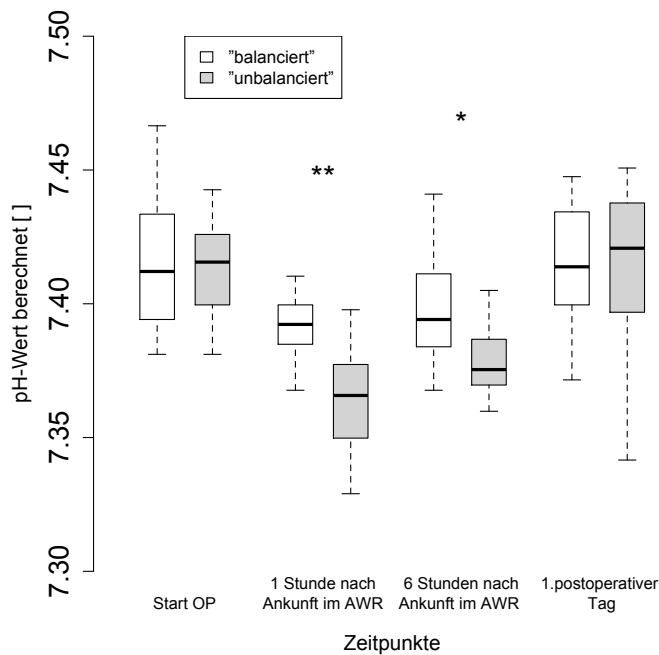 7.50
"balanciert"
"unbalanciert"
*
**
7.45
7.40
7.35
7.30
pH-Wert berechnet [ ]
Start OP
1 Stunde nach
Ankunft im AWR
6 Stunden nach
Ankunft im AWR
1.postoperativer
Tag
Zeitpunkte